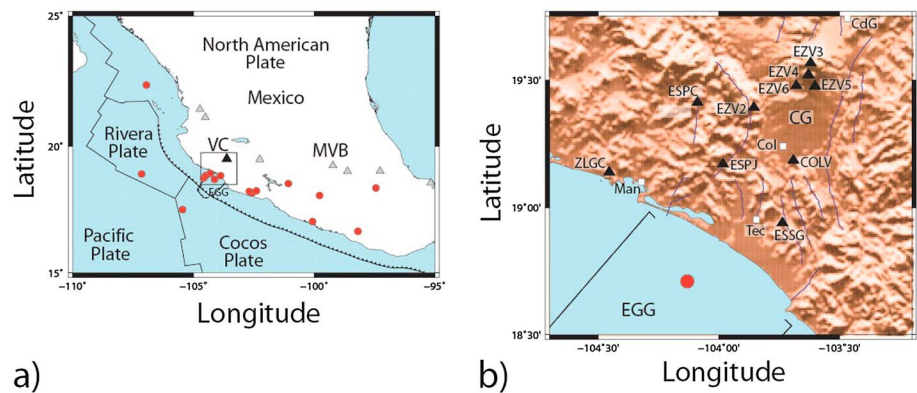 25°
20°
15°
Latitude
North American
Plate
Mexico
VC
MVB
Rivera
Plate
EGG
Pacific
Plate
Cocos
Plate
−110°
−105°
−100°
−95°
Longitude
a)
19°30'
19°00'
18°30'
Latitude
CdG
EZV3
EZV4
EZV6
EZV5
ESPC
EZV2
CG
Col
ZLGC
ESPJ
COLV
Man
Tec
ESSG
EGG
−104°30'
−104°00'
−103°30'
Longitude
b)